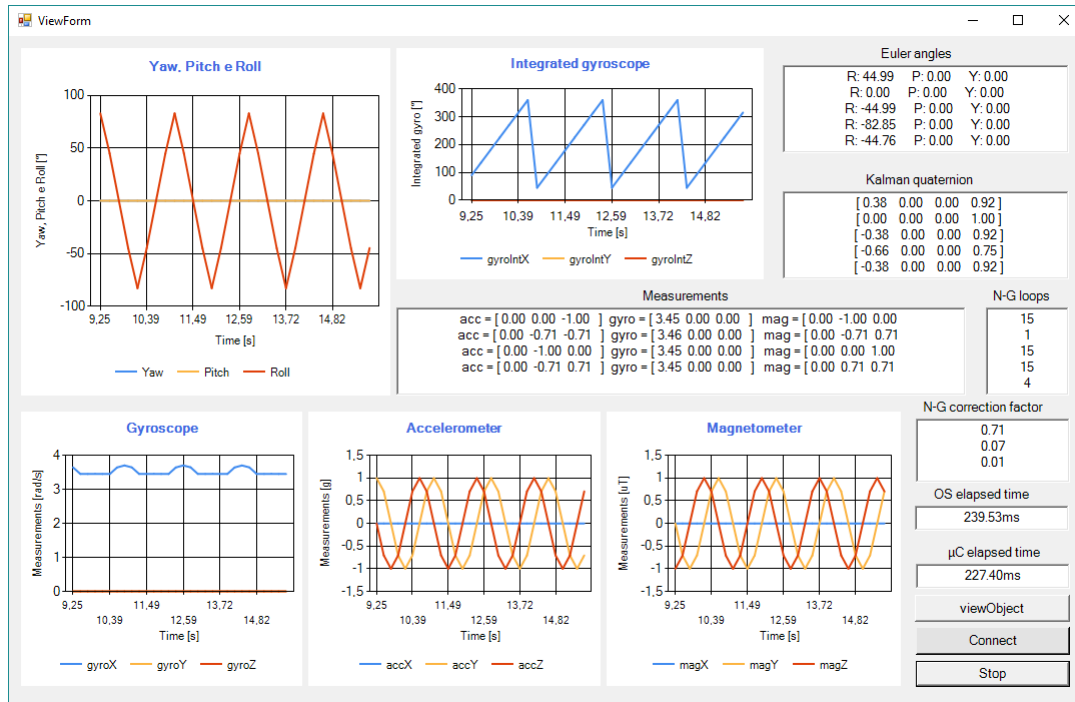 ViewForm
Yaw, Pitch e Roll
Yaw, Pitch e Roll [°]
100
50
0
-50
-100
9,25 10,39 11,49 12,59 13,72 14,82
Time [s]
Yaw Pitch Roll
Integrated gyroscope
Integrated gyro [°]
400
300
200
100
0
9,25 10,39 11,49 12,59 13,72 14,82
Time [s]
gyroIntX gyroIntY gyroIntZ
Euler angles
R: 44.99 P: 0.00 Y: 0.00
R: 0.00 P: 0.00 Y: 0.00
R: -44.99 P: 0.00 Y: 0.00
R: -82.85 P: 0.00 Y: 0.00
R: -44.76 P: 0.00 Y: 0.00
Kalman quaternion
[ 0.38 0.00 0.00 0.92 ]
[ 0.00 0.00 0.00 1.00 ]
[ -0.38 0.00 0.00 0.92 ]
[ -0.66 0.00 0.00 0.75 ]
[ -0.38 0.00 0.00 0.92 ]
Measurements
acc = [ 0.00 0.00 -1.00 ] gyro = [ 3.45 0.00 0.00 ] mag = [ 0.00 -1.00 0.00
acc = [ 0.00 -0.71 -0.71 ] gyro = [ 3.46 0.00 0.00 ] mag = [ 0.00 -0.71 0.71
acc = [ 0.00 -1.00 0.00 ] gyro = [ 3.45 0.00 0.00 ] mag = [ 0.00 0.00 1.00
acc = [ 0.00 -0.71 0.71 ] gyro = [ 3.45 0.00 0.00 ] mag = [ 0.00 0.71 0.71
N-G loops
15
1
15
15
4
Gyroscope
Measurements [rad/s]
4
3
2
1
0
9,25 11,49 13,72
10,39 12,59 14,82
Time [s]
gyroX gyroY gyroZ
Accelerometer
Measurements [g]
1,5
1
0,5
0
-0,5
-1
-1,5
9,25 11,49 13,72
10,39 12,59 14,82
Time [s]
accX accY accZ
Magnetometer
Measurements [uT]
1,5
1
0,5
0
-0,5
-1
-1,5
9,25 11,49 13,72
10,39 12,59 14,82
Time [s]
magX magY magZ
N-G correction factor
0.71
0.07
0.01
OS elapsed time
239.53ms
µC elapsed time
227.40ms
viewObject
Connect
Stop